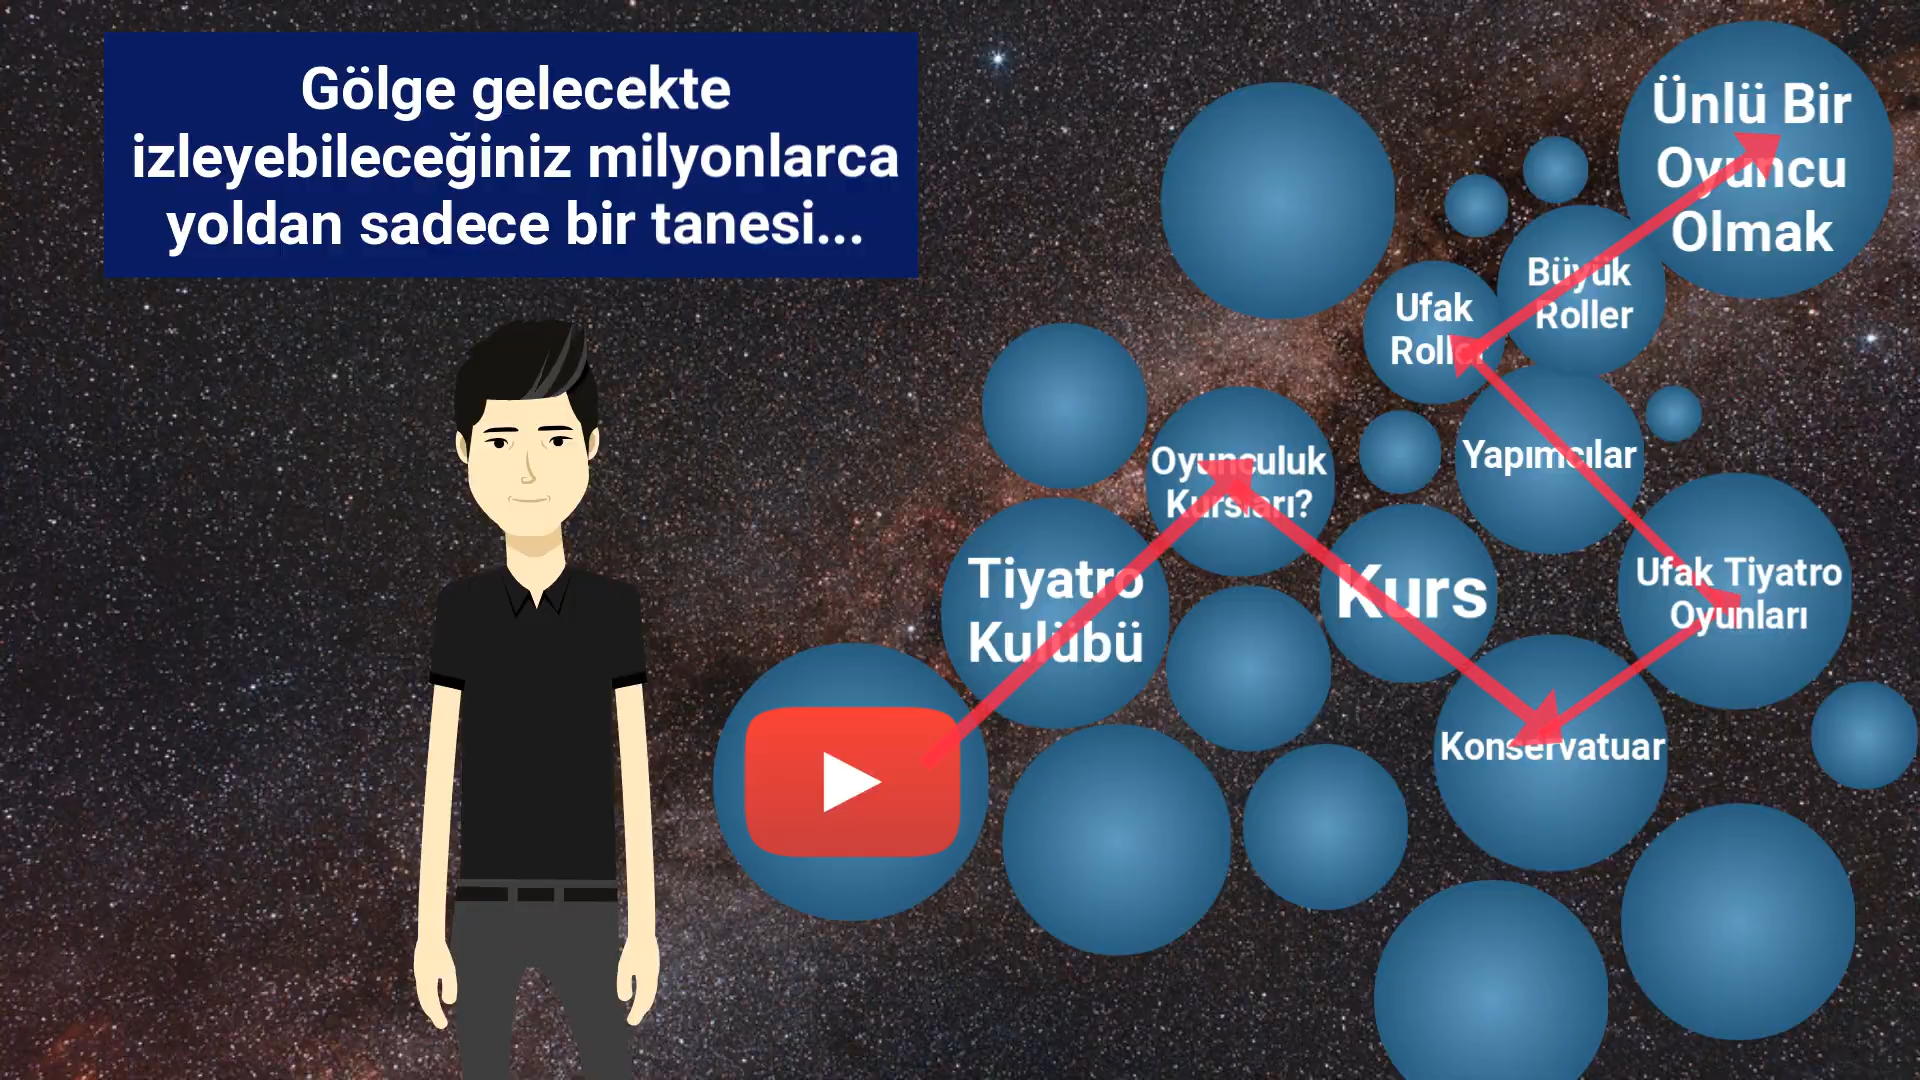 Gölge gelecekte
izleyebileceğiniz milyonlarca
yoldan sadece bir tanesi...
Ünlü Bir
Oyuncu
Olmak
Büyük
Roller
Ufak
Roller
Yapımcılar
Oyunculuk
Kursları?
Tiyatro
Kulübü
Kurs
Ufak Tiyatro
Oyunları
Konservatuar